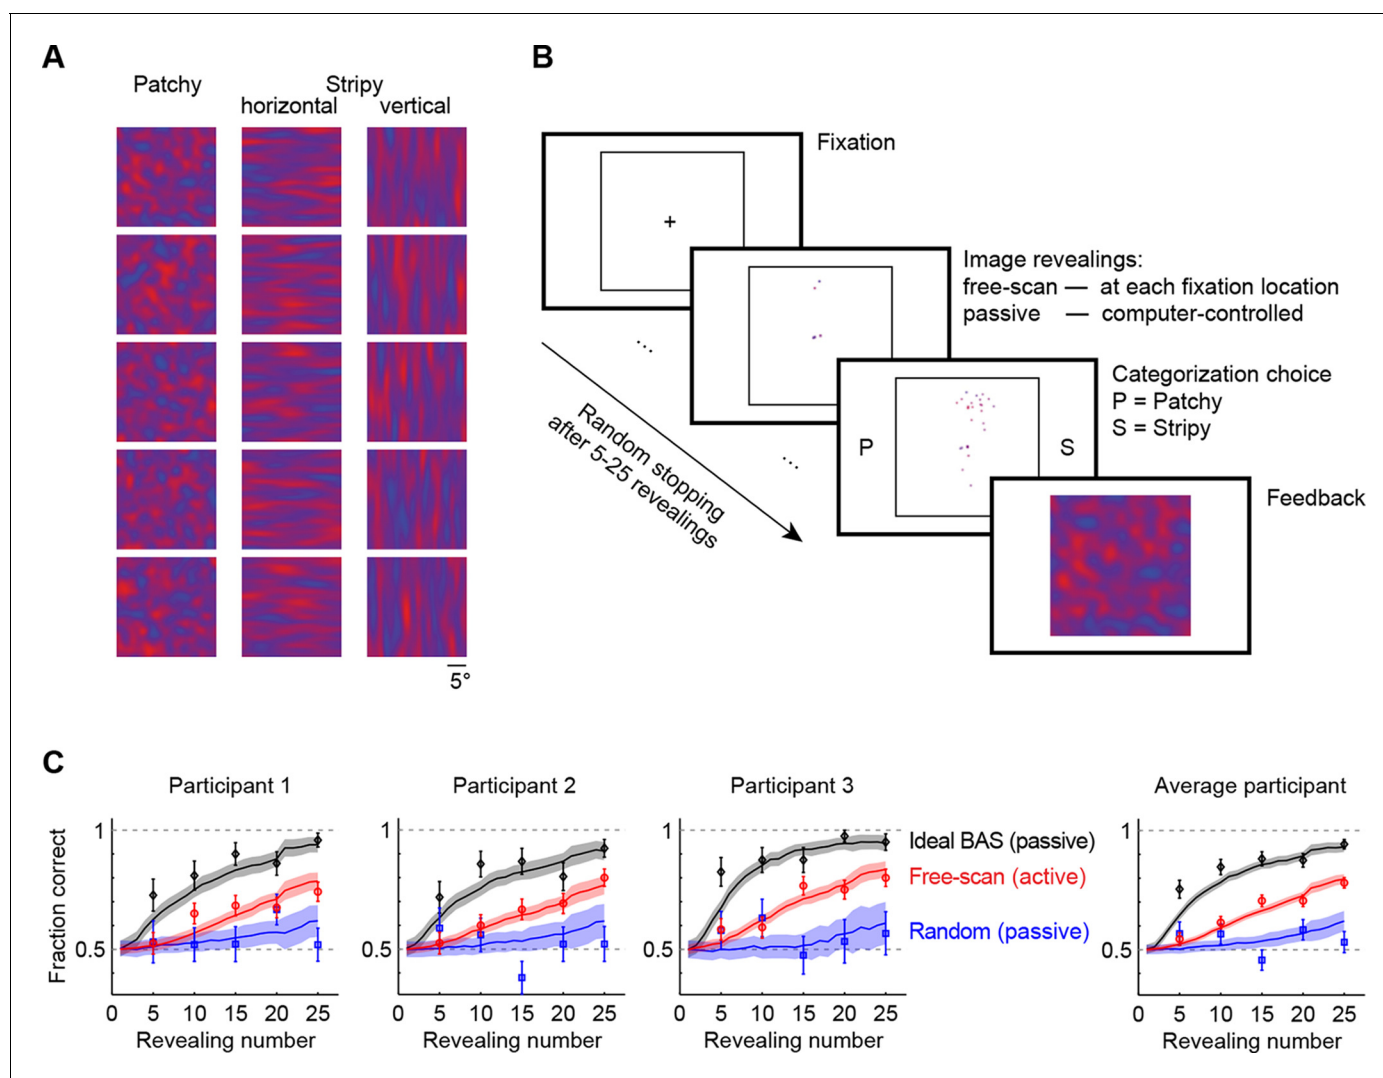 A
Patchy
Stripy
horizontal
vertical
5°
B
Fixation
+
Image revealings:
free-scan — at each fixation location
passive — computer-controlled
...
Categorization choice
P = Patchy
S = Stripy
P
S
...
Random stopping
after 5-25 revealings
Feedback
C
Participant 1
Participant 2
Participant 3
Average participant
Fraction correct
1
0.5
0 5 10 15 20 25
Revealing number
1
0.5
0 5 10 15 20 25
Revealing number
1
0.5
0 5 10 15 20 25
Revealing number
Ideal BAS (passive)
Free-scan (active)
Random (passive)
1
0.5
0 5 10 15 20 25
Revealing number